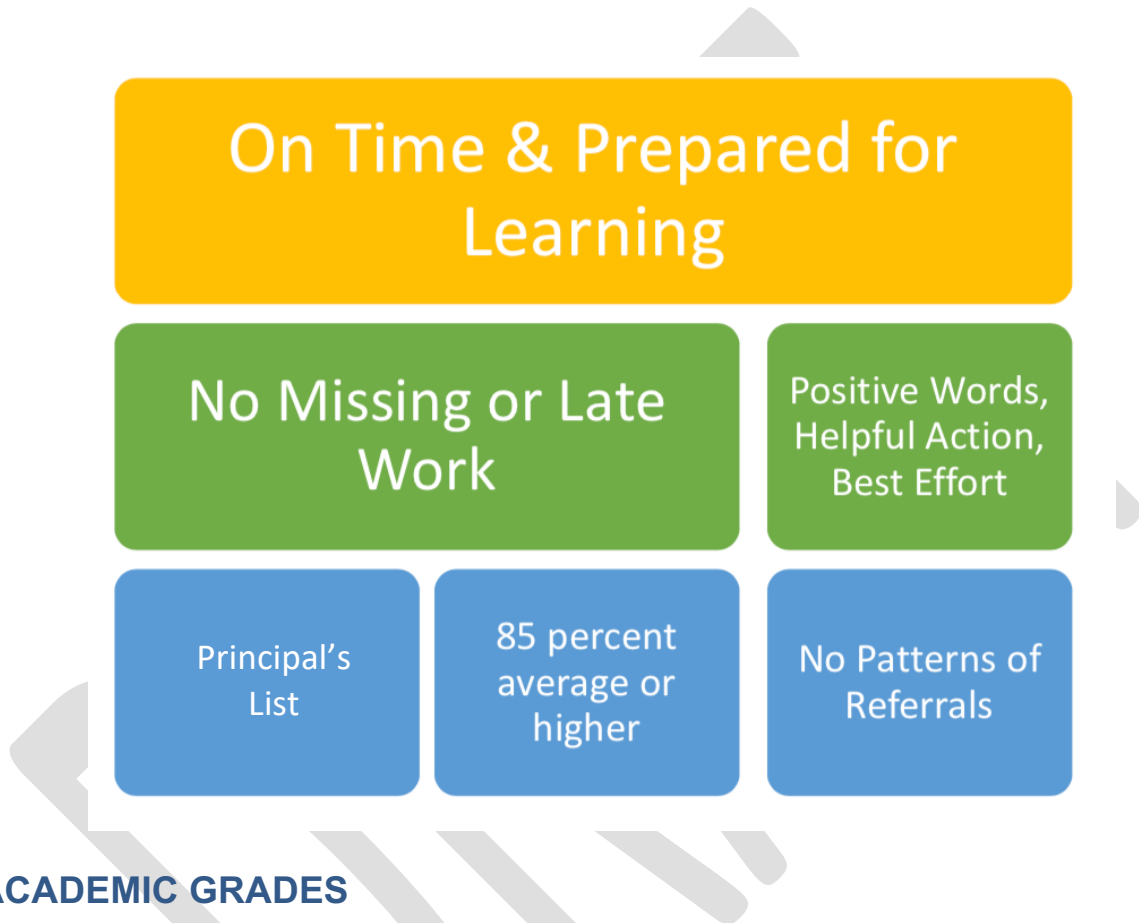 On Time & Prepared for
Learning
No Missing or Late
Work
Positive Words,
Helpful Action,
Best Effort
Principal’s
List
85 percent
average or
higher
No Patterns of
Referrals
ACADEMIC GRADES